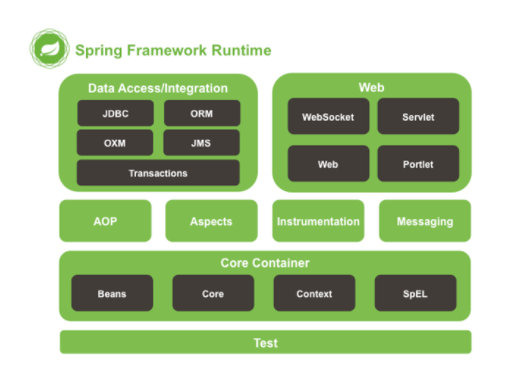 Spring Framework Runtime
Data Access/Integration
JDBC ORM
OXM JMS
Transactions
Web
WebSocket Servlet
Web Portlet
AOP Aspects Instrumentation Messaging
Core Container
Beans Core Context SpEL
Test